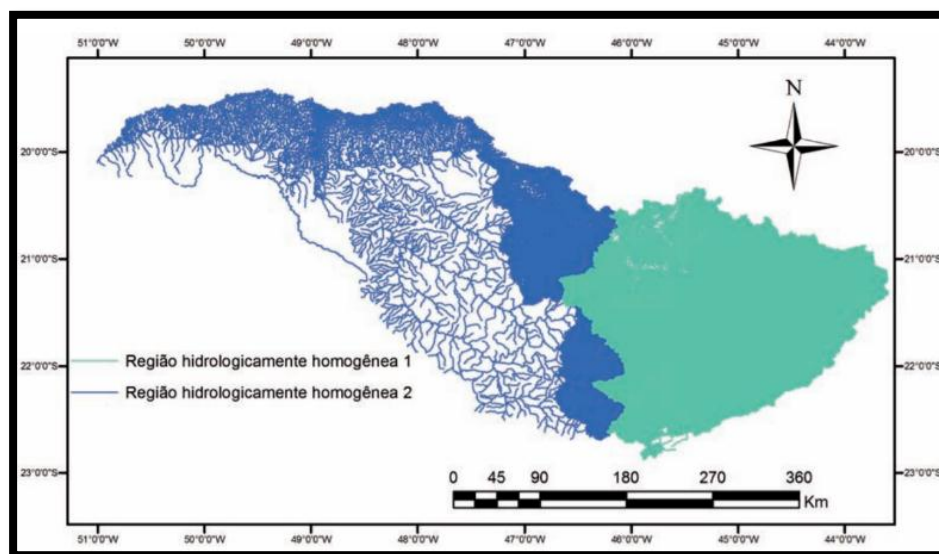 51°0'0"W 50°0'0"W 49°0'0"W 48°0'0"W 47°0'0"W 46°0'0"W 45°0'0"W 44°0'0"W
N
20°0'0"S 20°0'0"S
21°0'0"S 21°0'0"S
Região hidrologicamente homogênea 1
22°0'0"S 22°0'0"S
Região hidrologicamente homogênea 2
23°0'0"S 23°0'0"S
0 45 90 180 270 360
Km
51°0'0"W 50°0'0"W 49°0'0"W 48°0'0"W 47°0'0"W 46°0'0"W 45°0'0"W 44°0'0"W